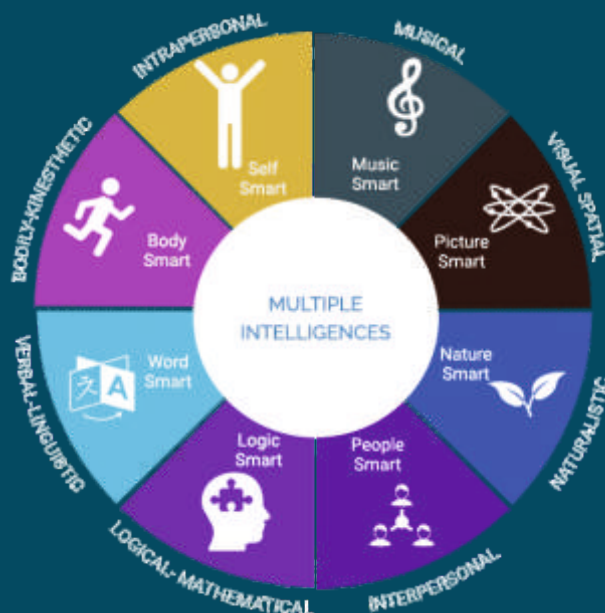 MULTIPLE
INTELLIGENCES
MUSICAL
Music
Smart
VISUAL SPATIAL
Picture
Smart
NATURALISTIC
Nature
Smart
INTERPERSONAL
People
Smart
LOGICAL- MATHEMATICAL
Logic
Smart
VERBAL-LINGUISTIC
Word
Smart
文 A
BODILY-KINESTHETIC
Body
Smart
INTRAPERSONAL
Self
Smart